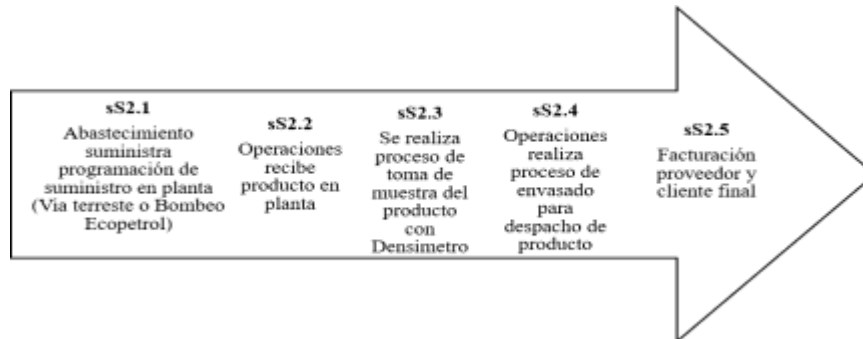 sS2.1
Abastecimiento
suministra
programación de
suministro en planta
(Via terreste o Bombeo
Ecopetrol)
sS2.2
Operaciones
recibe
producto en
planta
sS2.3
Se realiza
proceso de
toma de
muestra del
producto
con
Densimetro
sS2.4
Operaciones
realiza
proceso de
envasado
para
despacho de
producto
sS2.5
Facturación
proveedor y
cliente final